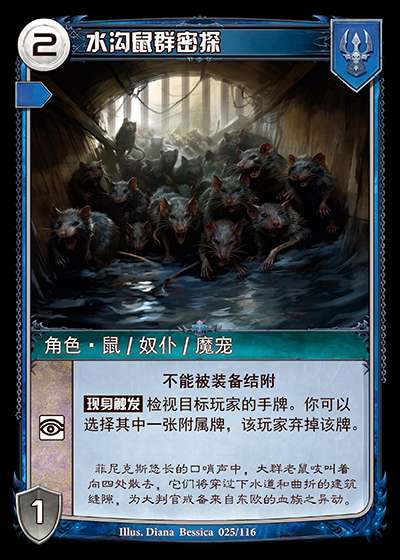 2
水沟鼠群密探
角色·鼠/奴仆/魔宠
不能被装备结附
现身触发 检视目标玩家的手牌。你可以
选择其中一张附属牌，该玩家弃掉该牌。
菲尼克斯悠长的口哨声中，大群老鼠吱叫着
向四处散去，它们将穿过下水道和曲折的建筑
缝隙，为大判官戒备来自东欧的血族之异动。
1
Illus. Diana Bessica 025/116